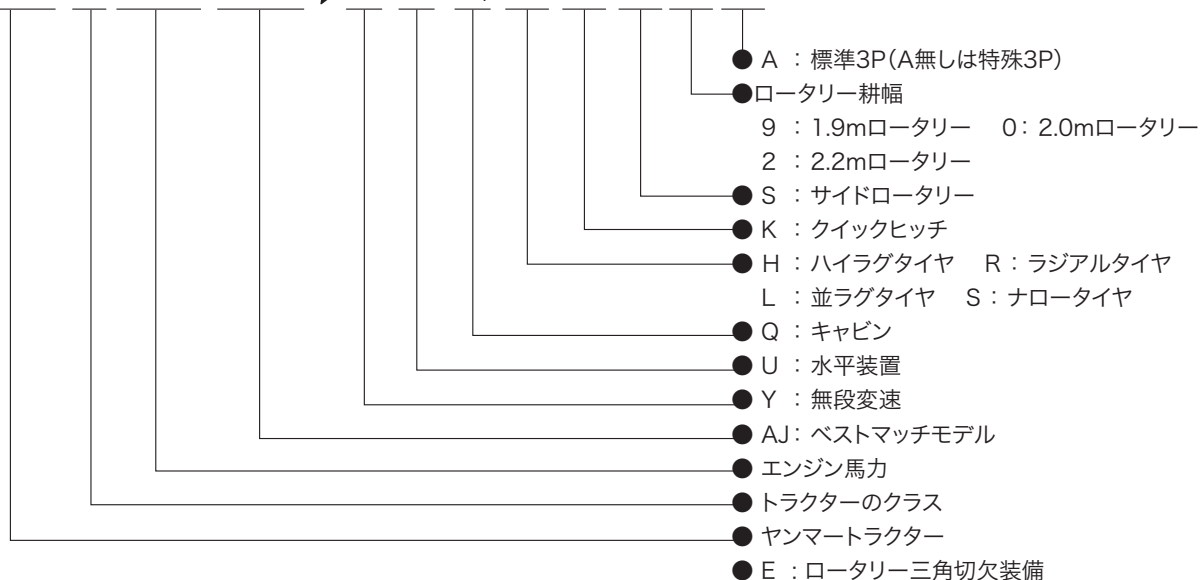 A ：標準3P（A無しは特殊3P）
ロータリー耕幅
9 ：1.9mロータリー　0：2.0mロータリー
2 ：2.2mロータリー
S ：サイドロータリー
K ：クイックヒッチ
H ：ハイラグタイヤ　R：ラジアルタイヤ
L ：並ラグタイヤ　S：ナロータイヤ
Q ：キャビン
U ：水平装置
Y ：無段変速
AJ：ベストマッチモデル
エンジン馬力
トラクターのクラス
ヤンマートラクター
E ：ロータリー三角切欠装備